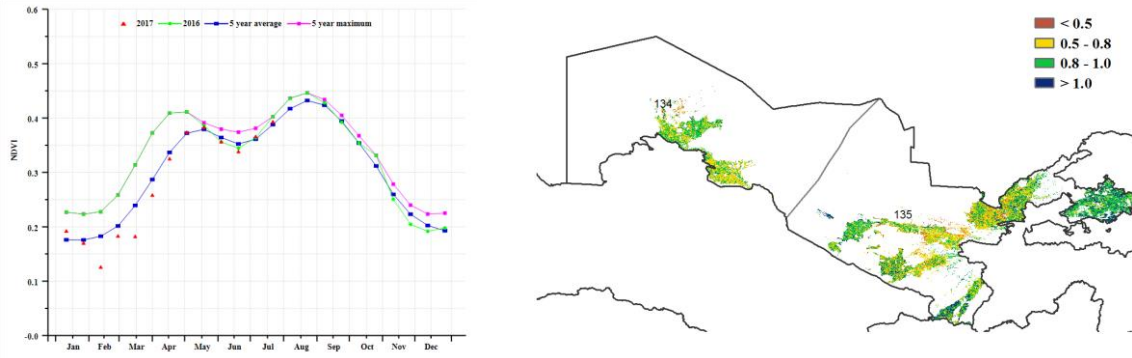 2017 2016 5 year average 5 year maximum
0.6
0.5
0.4
0.3
0.2
0.1
-0.0
NDVI
Jan Feb Mar Apr May Jun Jul Aug Sep Oct Nov Dec
< 0.5
0.5 - 0.8
0.8 - 1.0
> 1.0
134
135